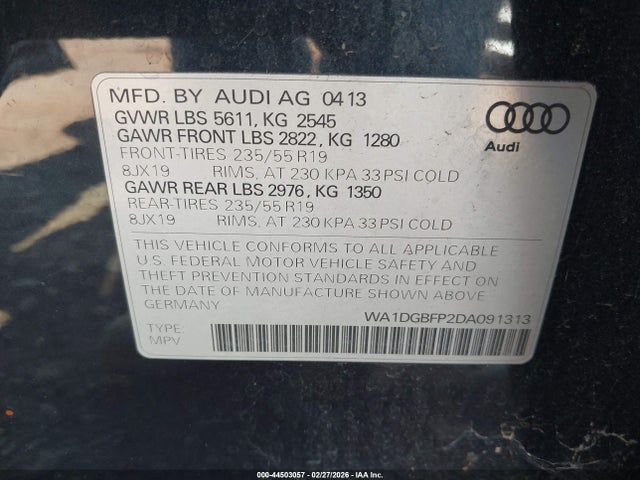 MFD. BY AUDI AG 0413
GVWR LBS 5611, KG 2545
GAWR FRONT LBS 2822, KG 1280
FRONT-TIRES 235/55 R19
8JX19 RIMS, AT 230 KPA 33 PSI COLD
GAWR REAR LBS 2976, KG 1350
REAR-TIRES 235/55 R19
8JX19 RIMS, AT 230 KPA 33 PSI COLD
Audi
THIS VEHICLE CONFORMS TO ALL APPLICABLE
U.S. FEDERAL MOTOR VEHICLE SAFETY AND
THEFT PREVENTION STANDARDS IN EFFECT ON
THE DATE OF MANUFACTURE SHOWN ABOVE
GERMANY WA1DGBFP2DA091313
TYPE:
MPV
000-44503057 - 02/27/2026 - IAA Inc.